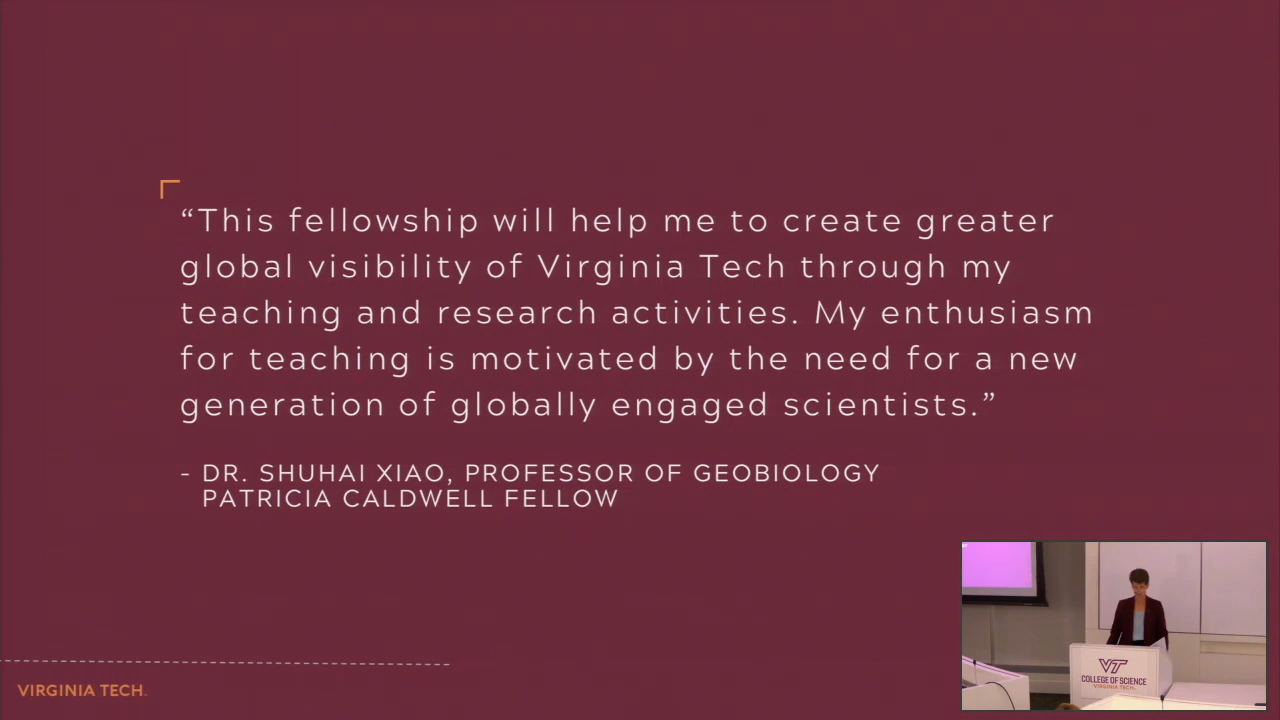 “This fellowship will help me to create greater
global visibility of Virginia Tech through my
teaching and research activities. My enthusiasm
for teaching is motivated by the need for a new
generation of globally engaged scientists.”
- DR. SHUHAI XIAO, PROFESSOR OF GEOBIOLOGY
PATRICIA CALDWELL FELLOW
VIRGINIA TECH.
VT
COLLEGE OF SCIENCE
VIRGINIA TECH.